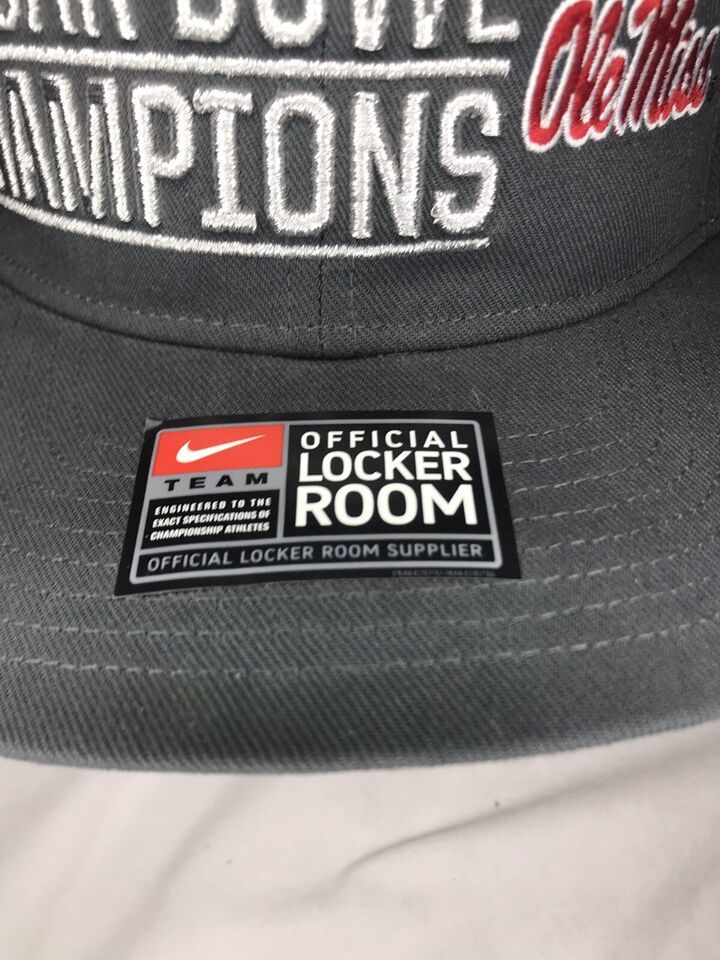 BOWL
Ole Miss
CHAMPIONS
TEAM
ENGINEERED TO THE
EXACT SPECIFICATIONS OF
CHAMPIONSHIP ATHLETES
OFFICIAL
LOCKER
ROOM
OFFICIAL LOCKER ROOM SUPPLIER